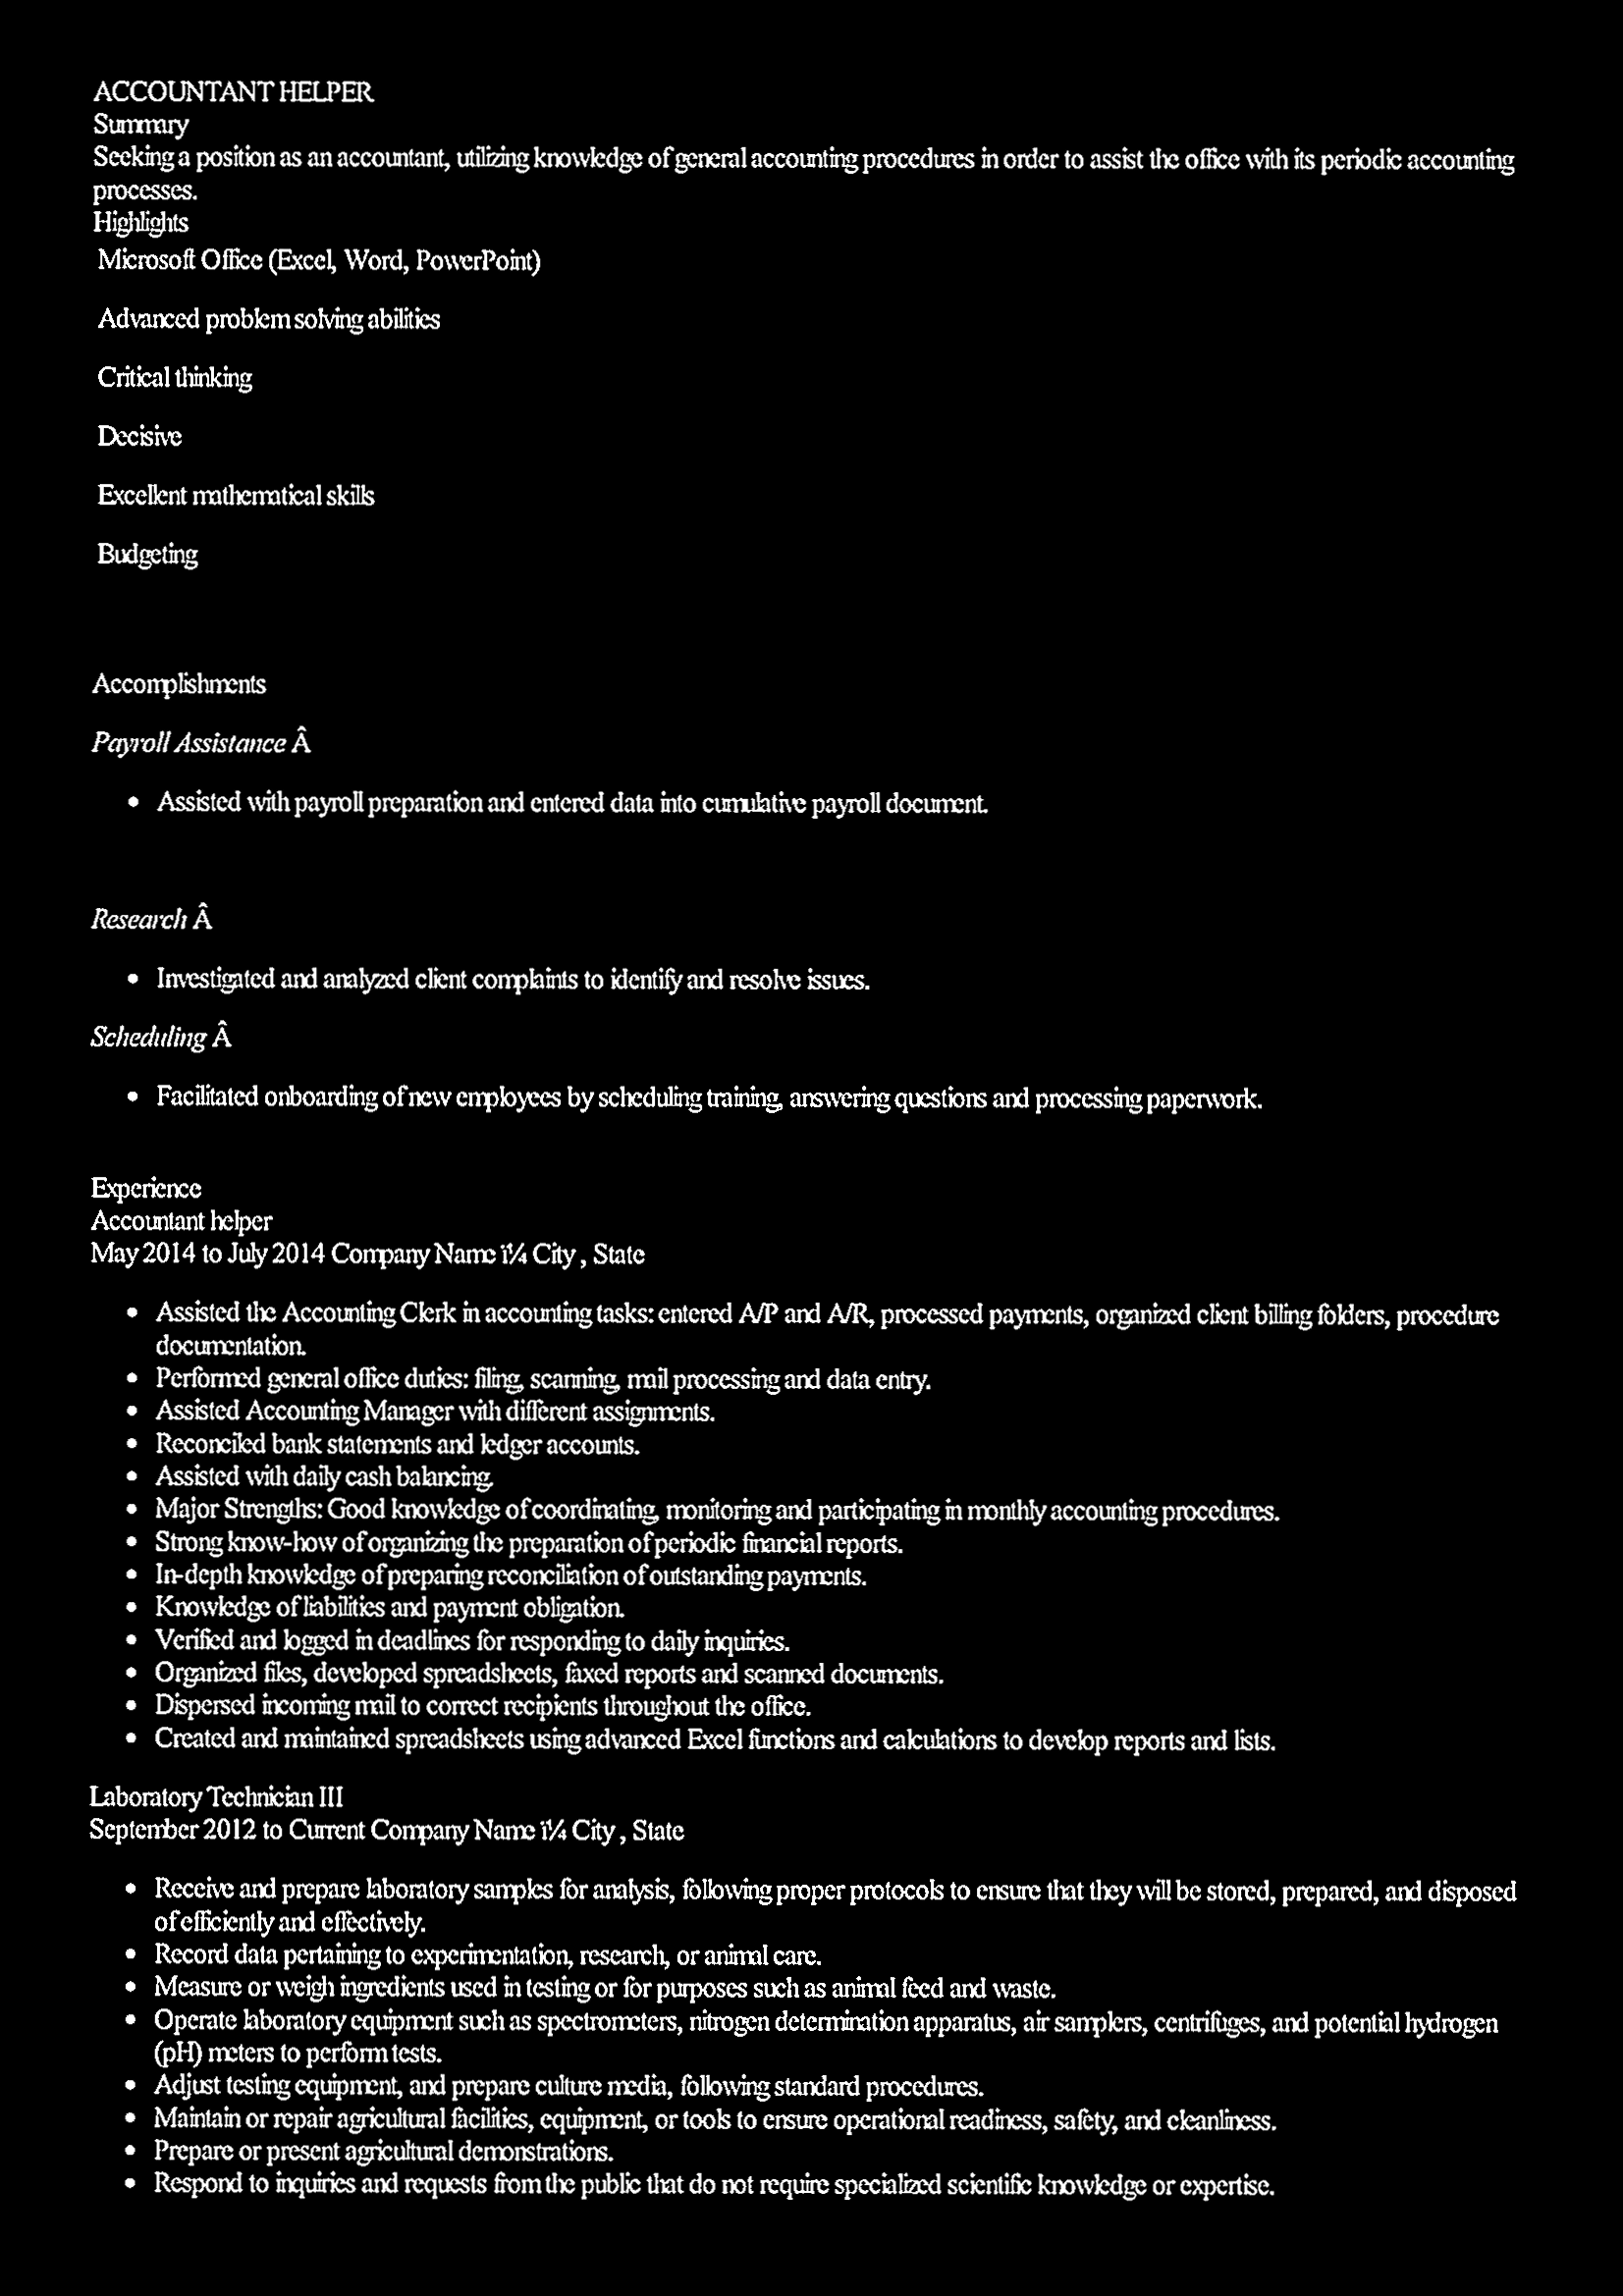 ACCOUNTANT HELPER
Summary
Seeking a position as an accountant, utilizing knowledge of general accounting procedures in order to assist the office with its periodic accounting
processes.
Highlights
Microsoft Office (Excel, Word, PowerPoint)
Advanced problem solving abilities
Critical thinking
Decisive
Excellent mathematical skills
Budgeting
Accomplishments
Payroll Assistance Â
• Assisted with payroll preparation and entered data into cumulative payroll document.
Research Â
• Investigated and analyzed client complaints to identify and resolve issues.
Scheduling Â
• Facilitated onboarding of new employees by scheduling training, answering questions and processing paperwork.
Experience
Accountant helper
May 2014 to July 2014 Company Name ï¼ City , State
• Assisted the Accounting Clerk in accounting tasks: entered A/P and A/R, processed payments, organized client billing folders, procedure
documentation.
• Performed general office duties: filing, scanning, mail processing and data entry.
• Assisted Accounting Manager with different assignments.
• Reconciled bank statements and ledger accounts.
• Assisted with daily cash balancing.
• Major Strengths: Good knowledge of coordinating, monitoring and participating in monthly accounting procedures.
• Strong know-how of organizing the preparation of periodic financial reports.
• In-depth knowledge of preparing reconciliation of outstanding payments.
• Knowledge of liabilities and payment obligation.
• Verified and logged in deadlines for responding to daily inquiries.
• Organized files, developed spreadsheets, faxed reports and scanned documents.
• Dispersed incoming mail to correct recipients throughout the office.
• Created and maintained spreadsheets using advanced Excel functions and calculations to develop reports and lists.
Laboratory Technician III
September 2012 to Current Company Name ï¼ City , State
• Receive and prepare laboratory samples for analysis, following proper protocols to ensure that they will be stored, prepared, and disposed
of efficiently and effectively.
• Record data pertaining to experimentation, research, or animal care.
• Measure or weigh ingredients used in testing or for purposes such as animal feed and waste.
• Operate laboratory equipment such as spectrometers, nitrogen determination apparatus, air samplers, centrifuges, and potential hydrogen
(pH) meters to perform tests.
• Adjust testing equipment, and prepare culture media, following standard procedures.
• Maintain or repair agricultural facilities, equipment, or tools to ensure operational readiness, safety, and cleanliness.
• Prepare or present agricultural demonstrations.
• Respond to inquiries and requests from the public that do not require specialized scientific knowledge or expertise.